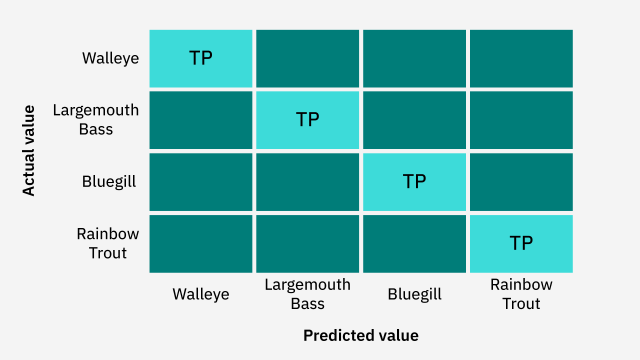 Walleye
TP
Largemouth
Bass
TP
Actual value
Bluegill
TP
Rainbow
Trout
TP
Walleye
Largemouth
Bass
Bluegill
Rainbow
Trout
Predicted value